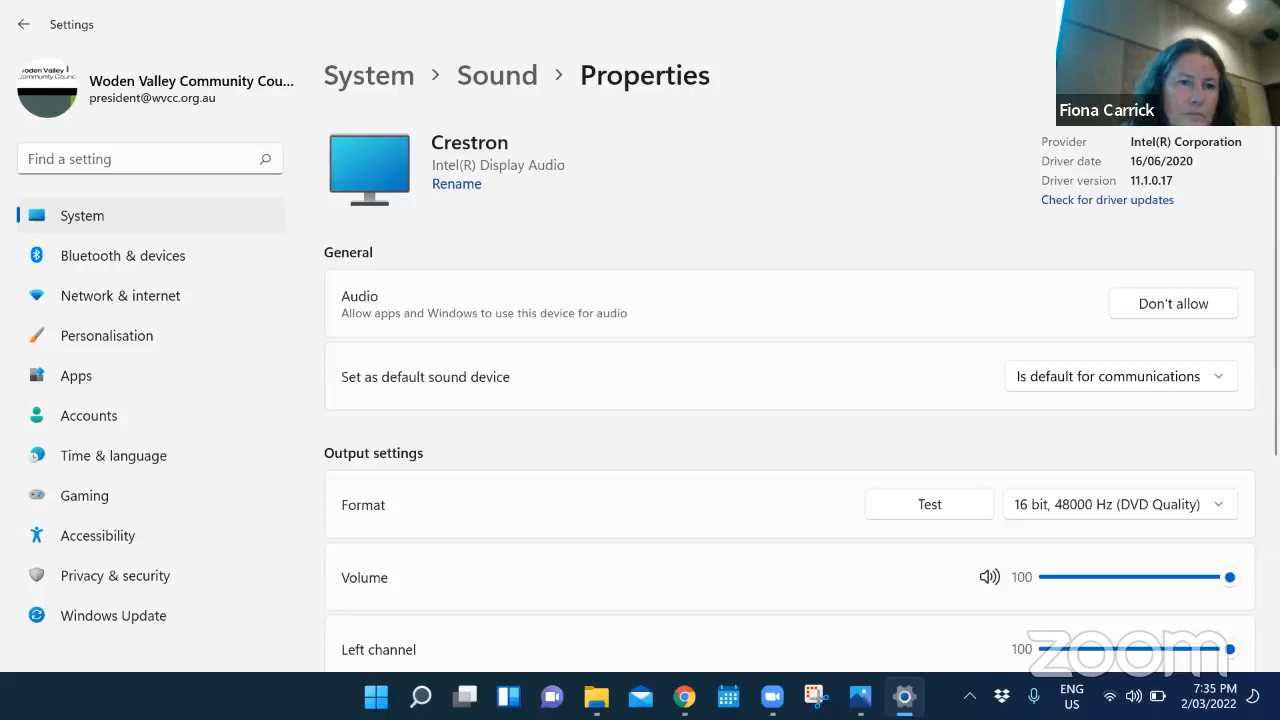 Settings
Woden Valley Community Cou...
president@wvcc.org.au
Find a setting
System
Bluetooth & devices
Network & internet
Personalisation
Apps
Accounts
Time & language
Gaming
Accessibility
Privacy & security
Windows Update
System > Sound > Properties
Crestron
Intel(R) Display Audio
Rename
Fiona Carrick
Provider Intel(R) Corporation
Driver date 16/06/2020
Driver version 11.1.0.17
Check for driver updates
General
Audio
Allow apps and Windows to use this device for audio
Don't allow
Set as default sound device
Is default for communications
Output settings
Format
Test
16 bit, 48000 Hz (DVD Quality)
Volume
100
Left channel
100
zoom
ENG
US
7:35 PM
2/03/2022